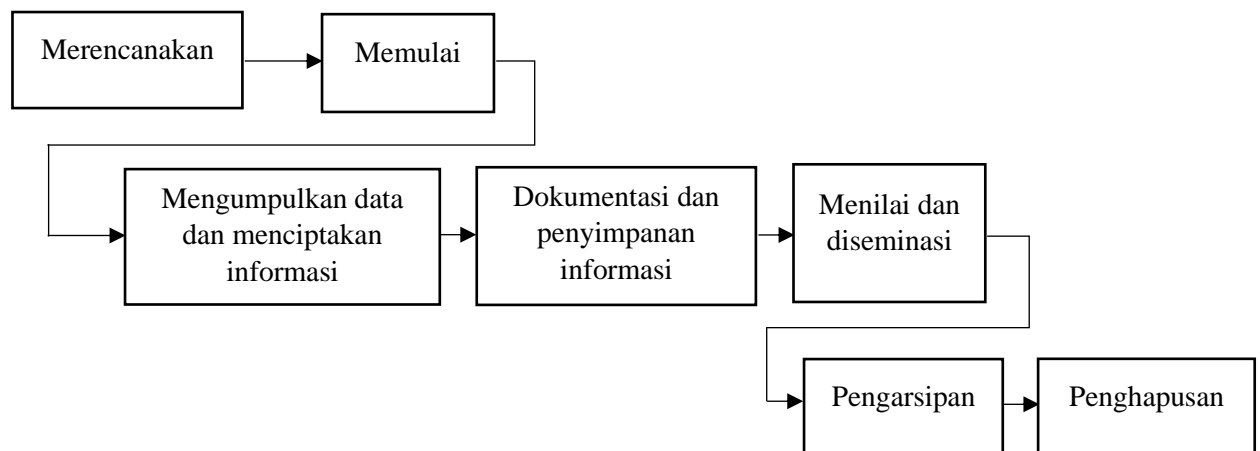 Merencanakan
Memulai
Mengumpulkan data
dan menciptakan
informasi
Dokumentasi dan
penyimpanan
informasi
Menilai dan
diseminasi
Pengarsipan
Penghapusan